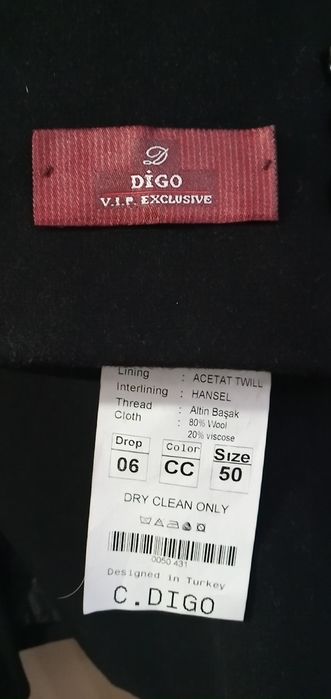 D
DİGO
V.I.P. EXCLUSIVE
Lining : ACETAT TWILL
Interlining : HANSEL
Thread : Altin Başak
Cloth : 80% Wool
20% viscose
Drop Color Size
06 CC 50
DRY CLEAN ONLY
0050 431
Designed in Turkey
C.DIGO